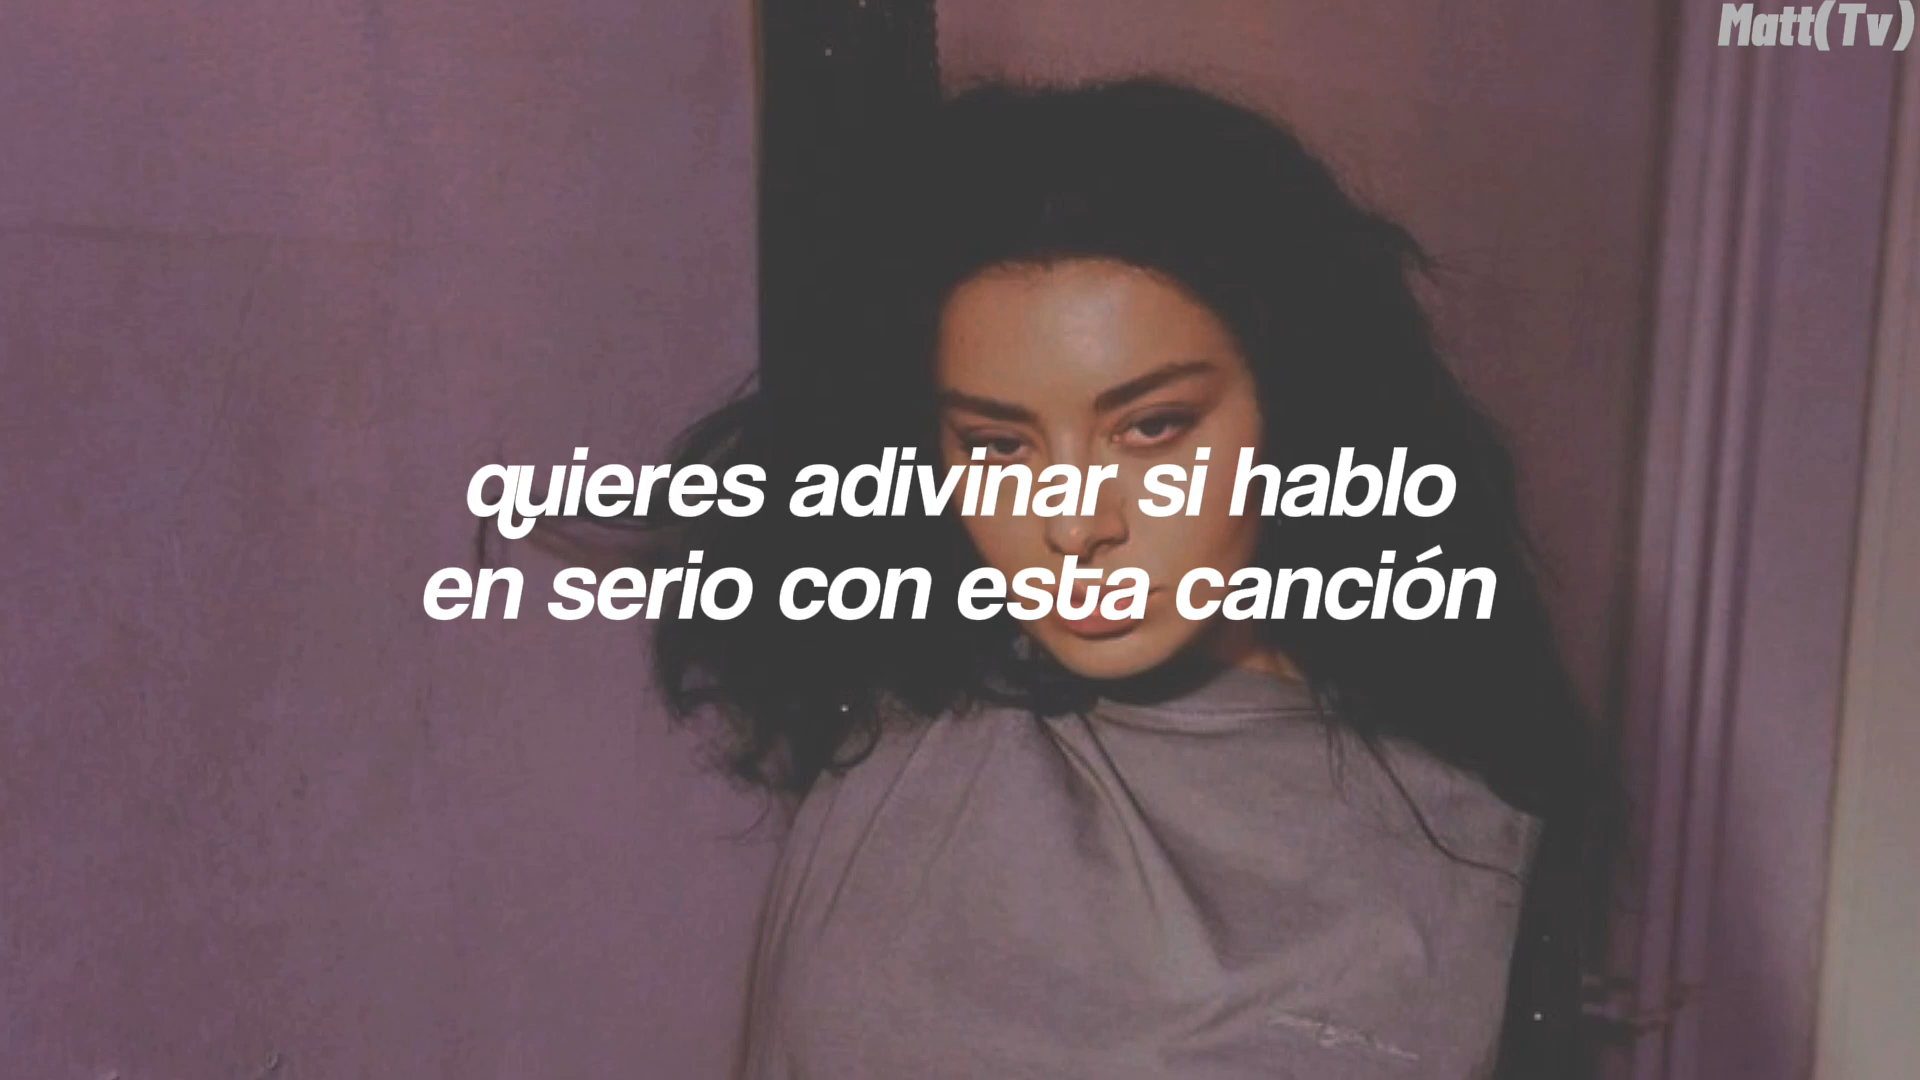 Matt(Tv)
quieres adivinar si hablo
en serio con esta canción